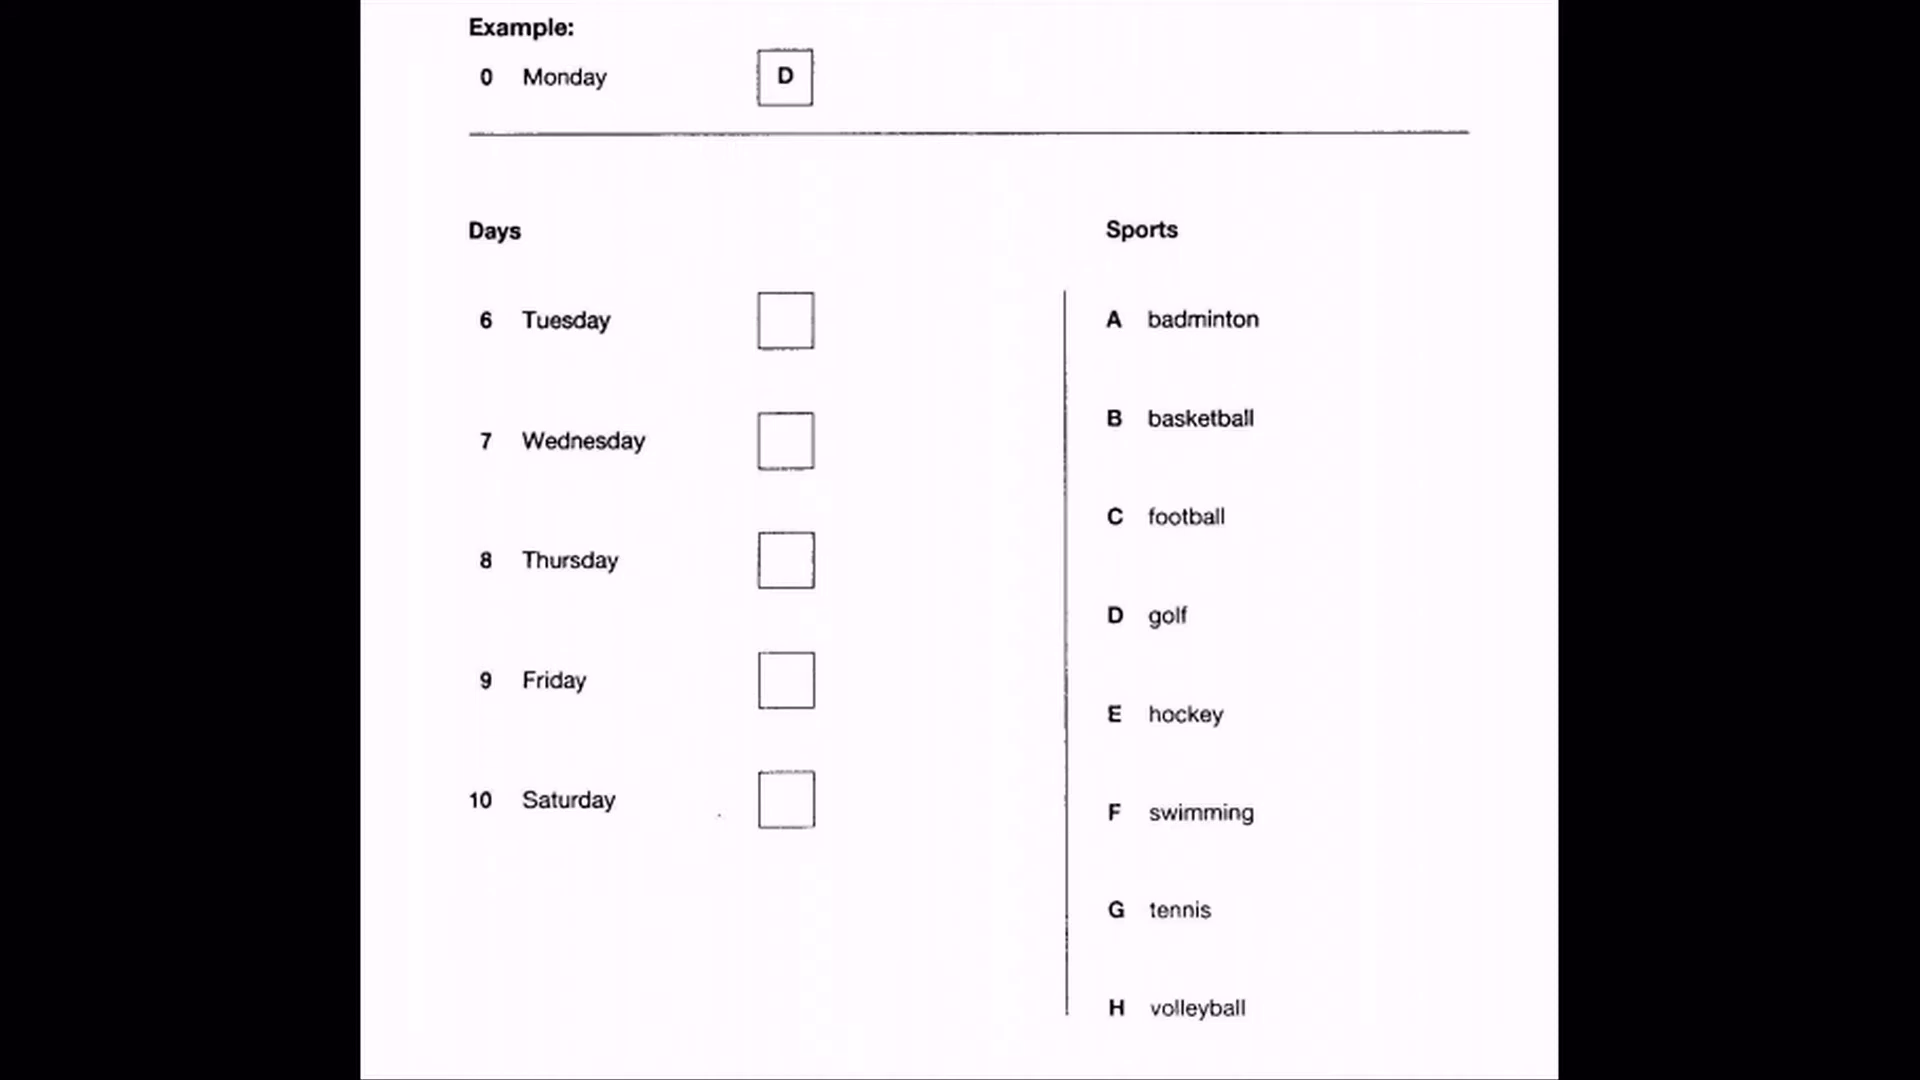 Example:
0 Monday D
Days
6 Tuesday
7 Wednesday
8 Thursday
9 Friday
10 Saturday
Sports
A badminton
B basketball
C football
D golf
E hockey
F swimming
G tennis
H volleyball